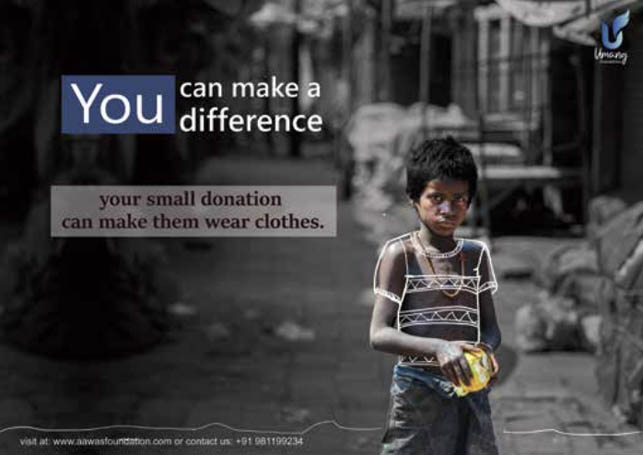 Umang
FOUNDATION
You can make a
difference
your small donation
can make them wear clothes.
visit at: www.aawasfoundation.com or contact us: +91 981199234